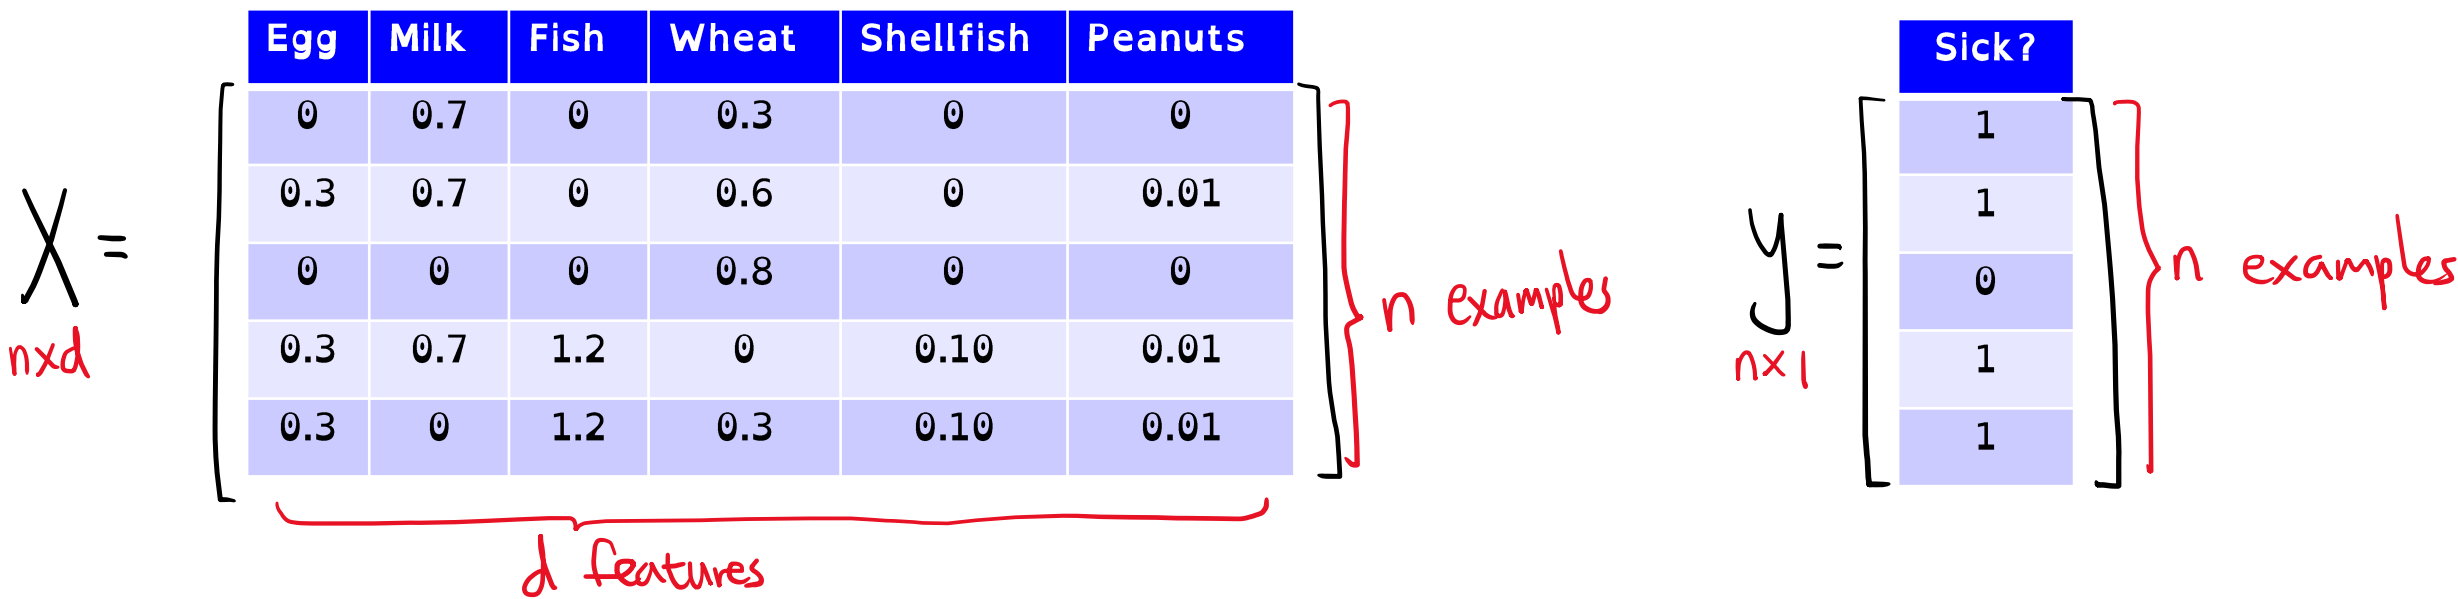 Egg Milk Fish Wheat Shellfish Peanuts
0 0.7 0 0.3 0 0
0.3 0.7 0 0.6 0 0.01
0 0 0 0.8 0 0
0.3 0.7 1.2 0 0.10 0.01
0.3 0 1.2 0.3 0.10 0.01
X =
nxd
n examples
d features
Sick?
1
1
0
1
1
y =
nx1
n examples